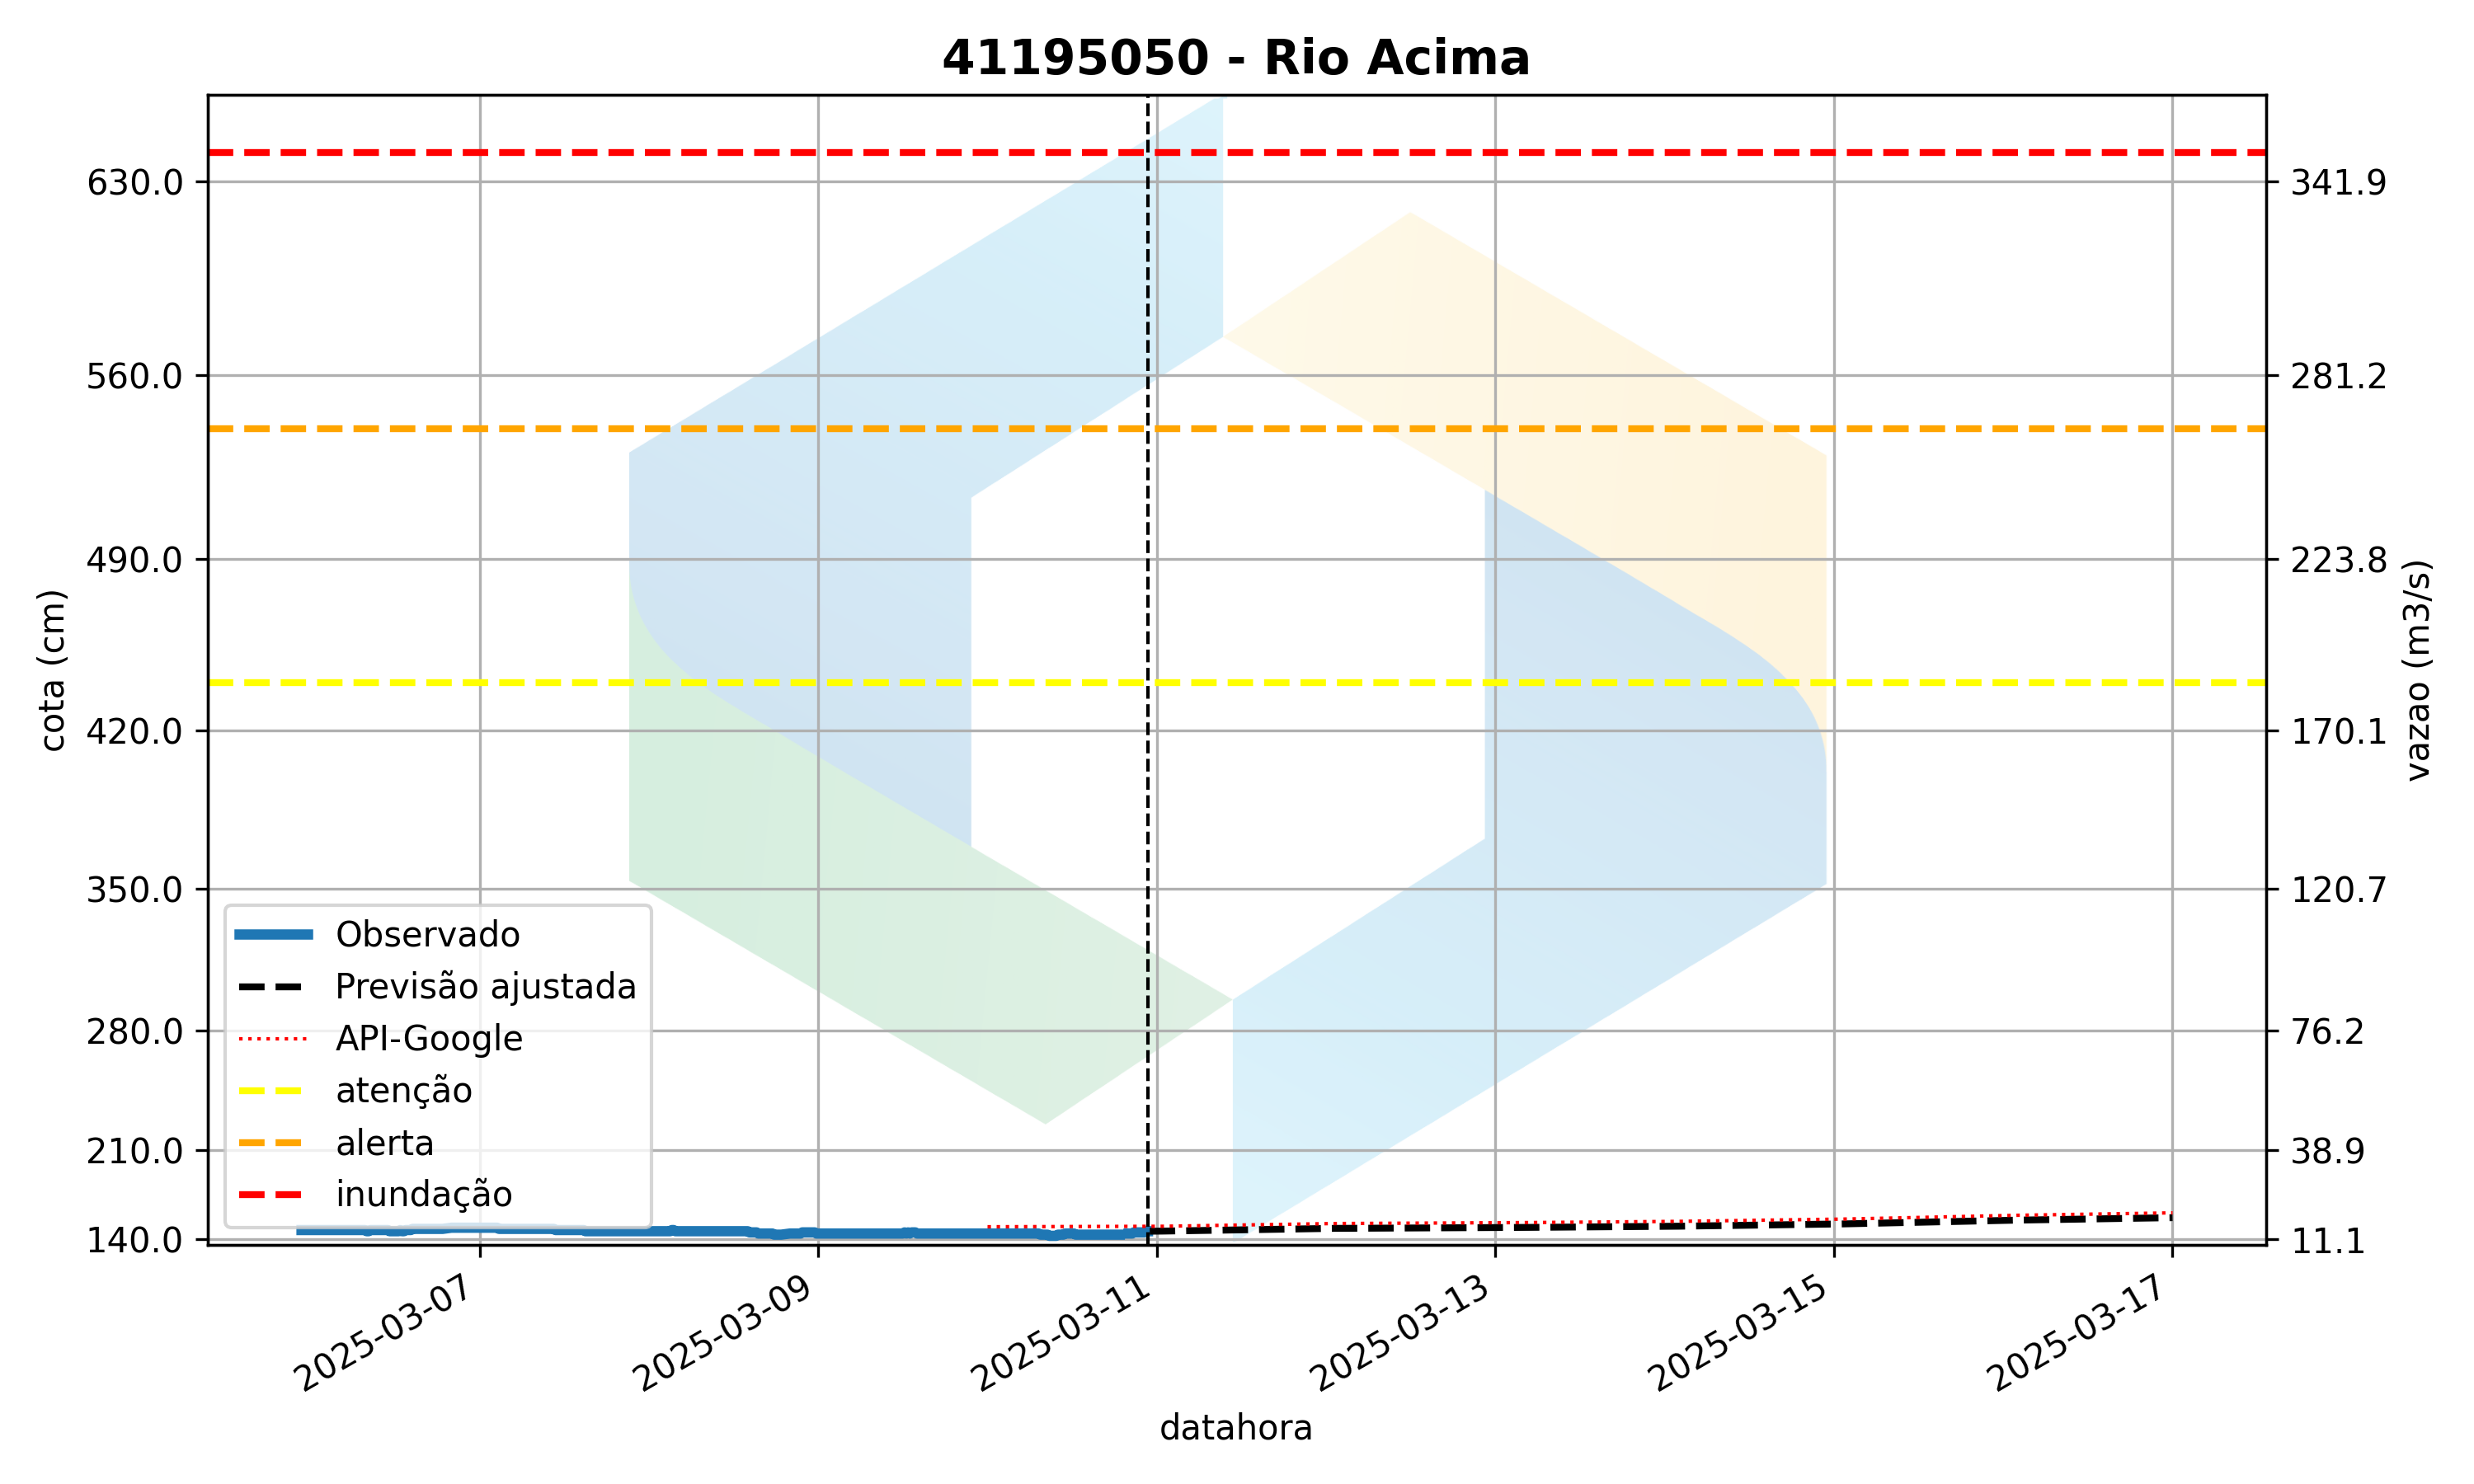 41195050 - Rio Acima
cota (cm)
630.0
560.0
490.0
420.0
350.0
280.0
210.0
140.0
341.9
281.2
223.8
170.1
120.7
76.2
38.9
11.1
vazao (m3/s)
Observado
Previsão ajustada
API-Google
atenção
alerta
inundação
2025-03-07
2025-03-09
2025-03-11
2025-03-13
2025-03-15
2025-03-17
datahora